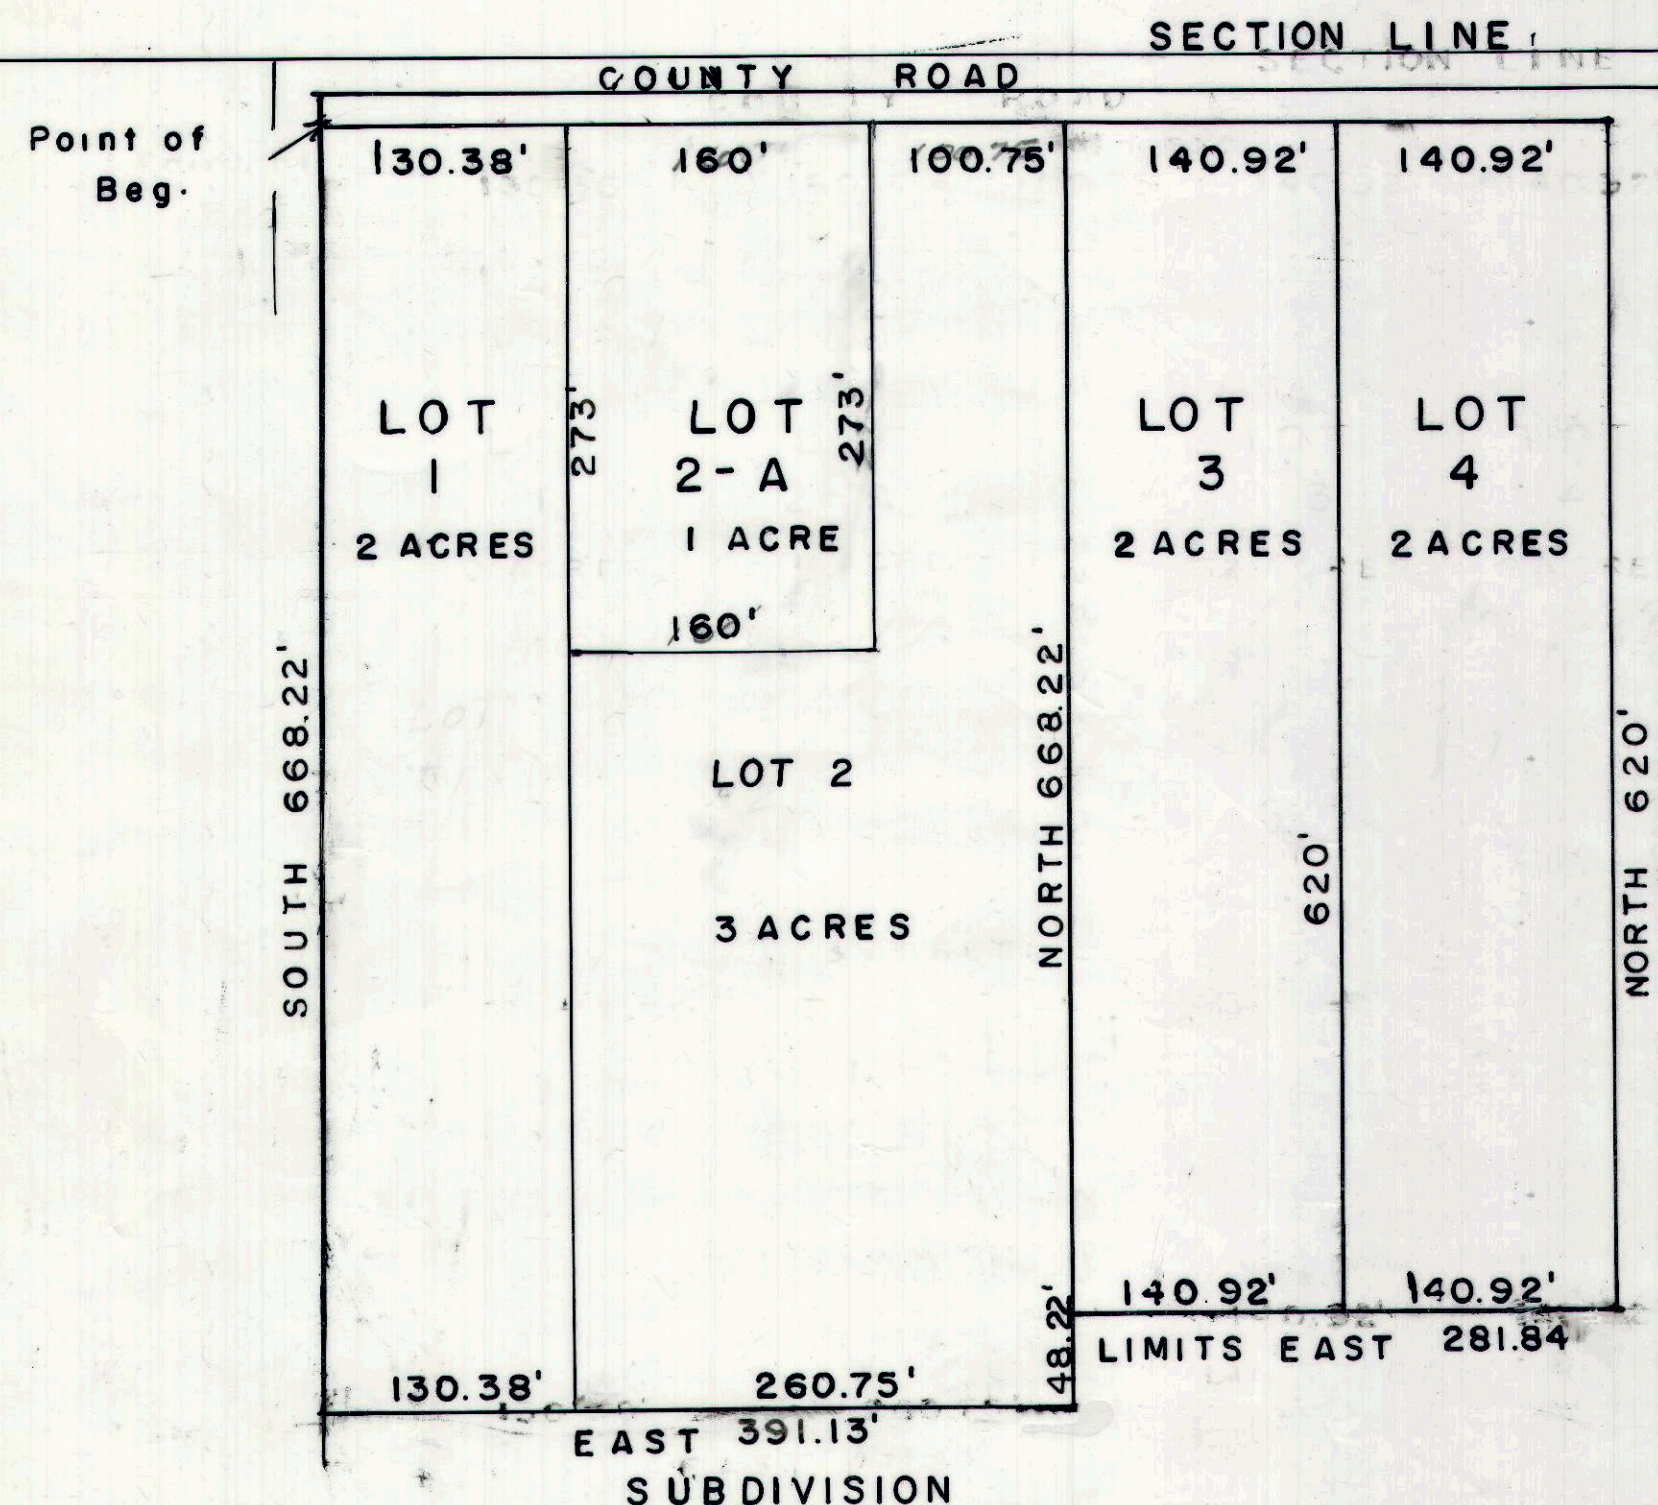 SECTION LINE
COUNTY ROAD
Point of
Beg.
130.38'
160'
100.75'
140.92'
140.92'
LOT
1
2 ACRES
273'
LOT
2-A
1 ACRE
273'
160'
LOT
3
2 ACRES
LOT
4
2 ACRES
SOUTH 668.22'
LOT 2
3 ACRES
NORTH 668.22'
620'
NORTH 620'
140.92'
140.92'
48.22'
LIMITS EAST 281.84
130.38'
260.75'
EAST 391.13'
SUBDIVISION